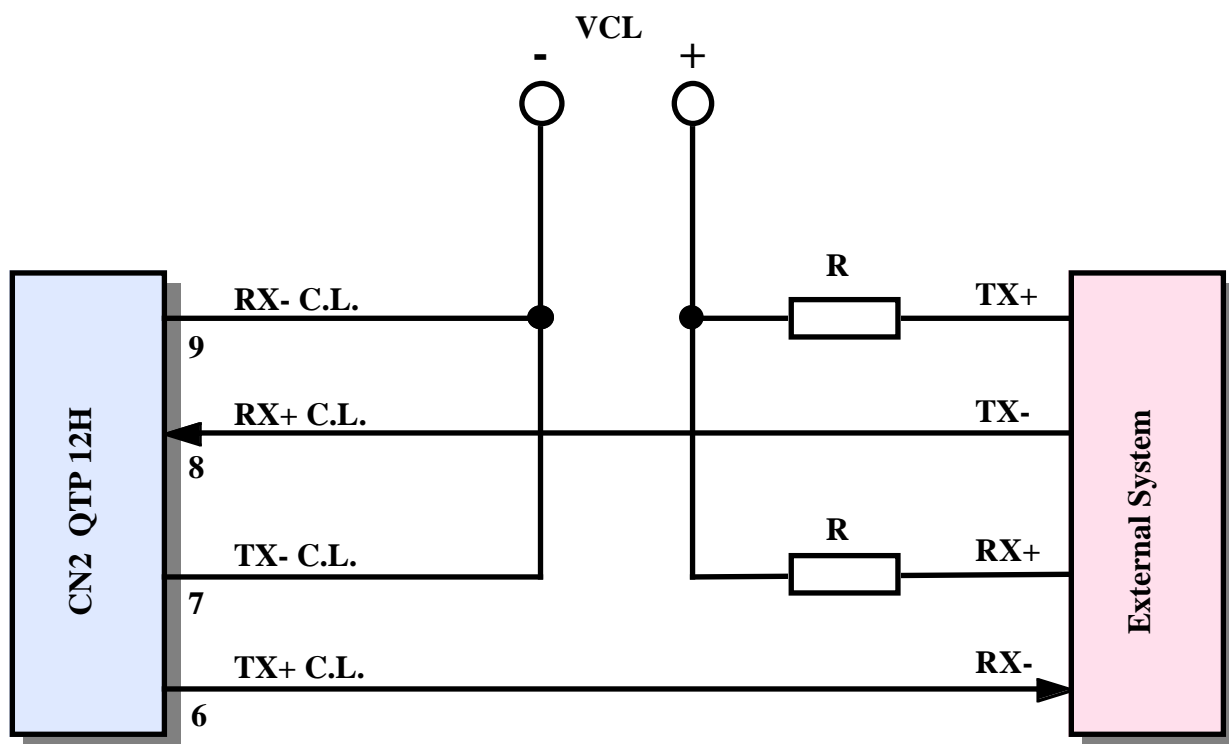 VCL
- +
R
RX- C.L.
TX+
9
RX+ C.L.
TX-
8
R
TX- C.L.
RX+
7
TX+ C.L.
RX-
6
CN2 QTP 12H
External System